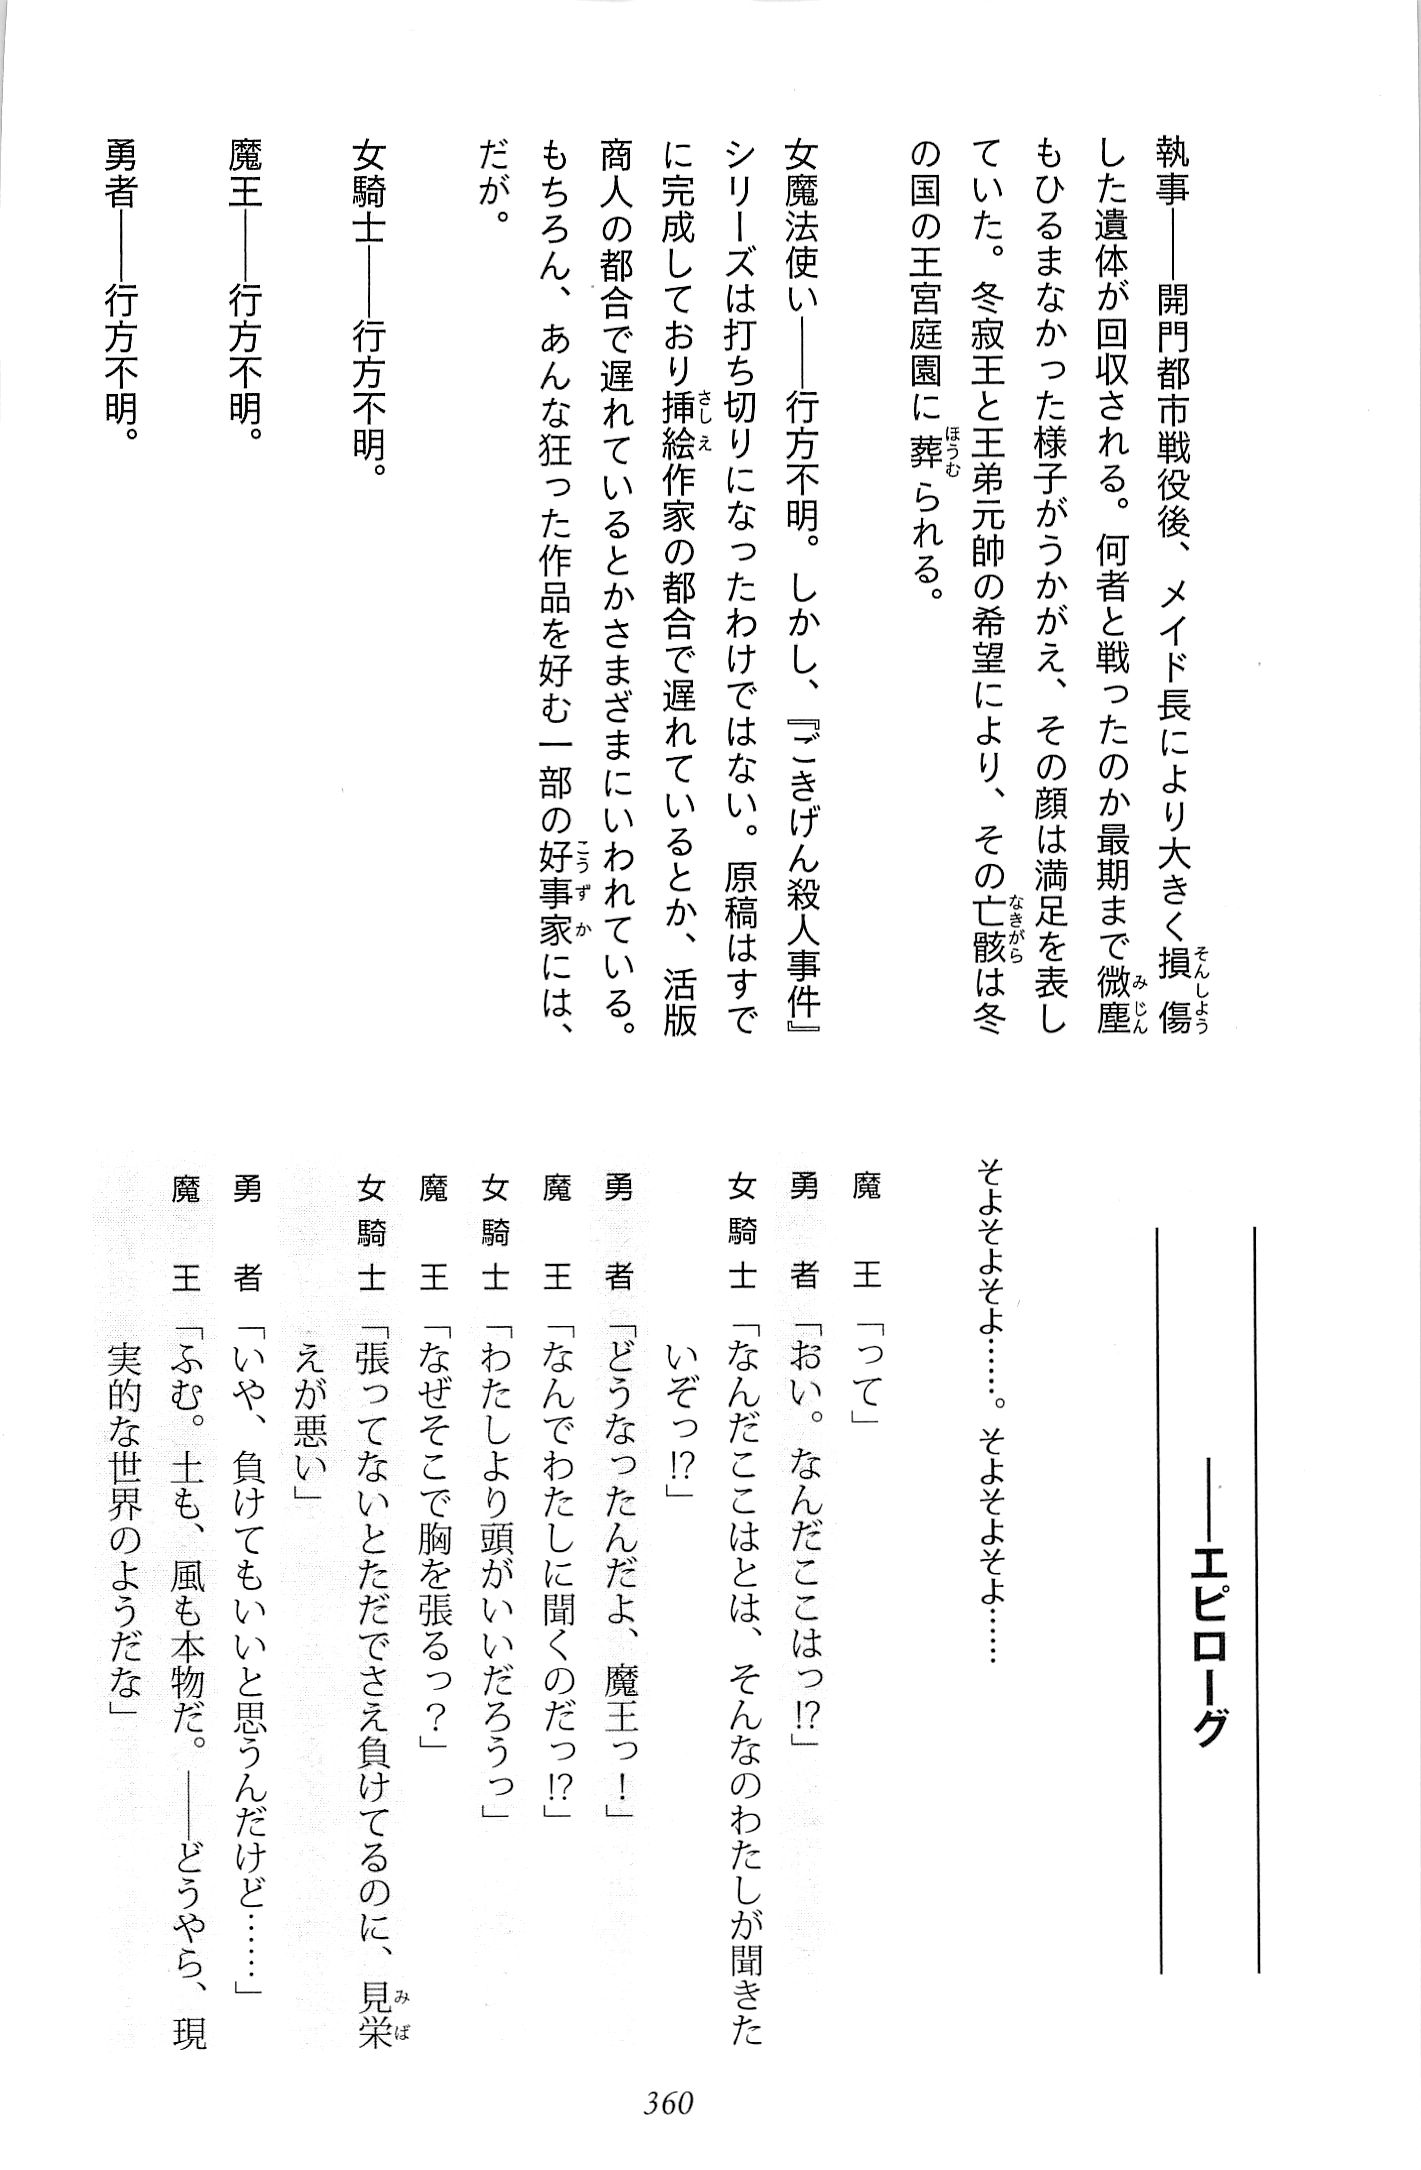 執事――開門都市戦役後、メイド長により大きく損傷
した遺体が回収される。何者と戦ったのか最期まで微塵
もひるまなかった様子がうかがえ、その顔は満足を表し
ていた。冬寂王と王弟元帥の希望により、その亡骸は冬
の国の王宮庭園に葬られる。
女魔法使い――行方不明。しかし、『ごきげん殺人事件』
シリーズは打ち切りになったわけではない。原稿はすで
に完成しており挿絵作家の都合で遅れているとか、活版
商人の都合で遅れているとかさまざまにいわれている。
もちろん、あんな狂った作品を好む一部の好事家には、
だが。
女騎士――行方不明。
魔王――行方不明。
勇者――行方不明。
――エピローグ
そよそよそよ……。そよそよそよ……
魔王「って」
勇者「おい。なんだここはっ!?」
女騎士「なんだここはとは、そんなのわたしが聞きた
いぞっ!?」
勇者「どうなったんだよ、魔王っ！」
魔王「なんでわたしに聞くのだっ!?」
女騎士「わたしより頭がいいだろうっ」
魔王「なぜそこで胸を張るっ？」
女騎士「張ってないとただでさえ負けてるのに、見栄
えが悪い」
勇者「いや、負けてもいいと思うんだけど……」
魔王「ふむ。土も、風も本物だ。――どうやら、現
実的な世界のようだな」
360